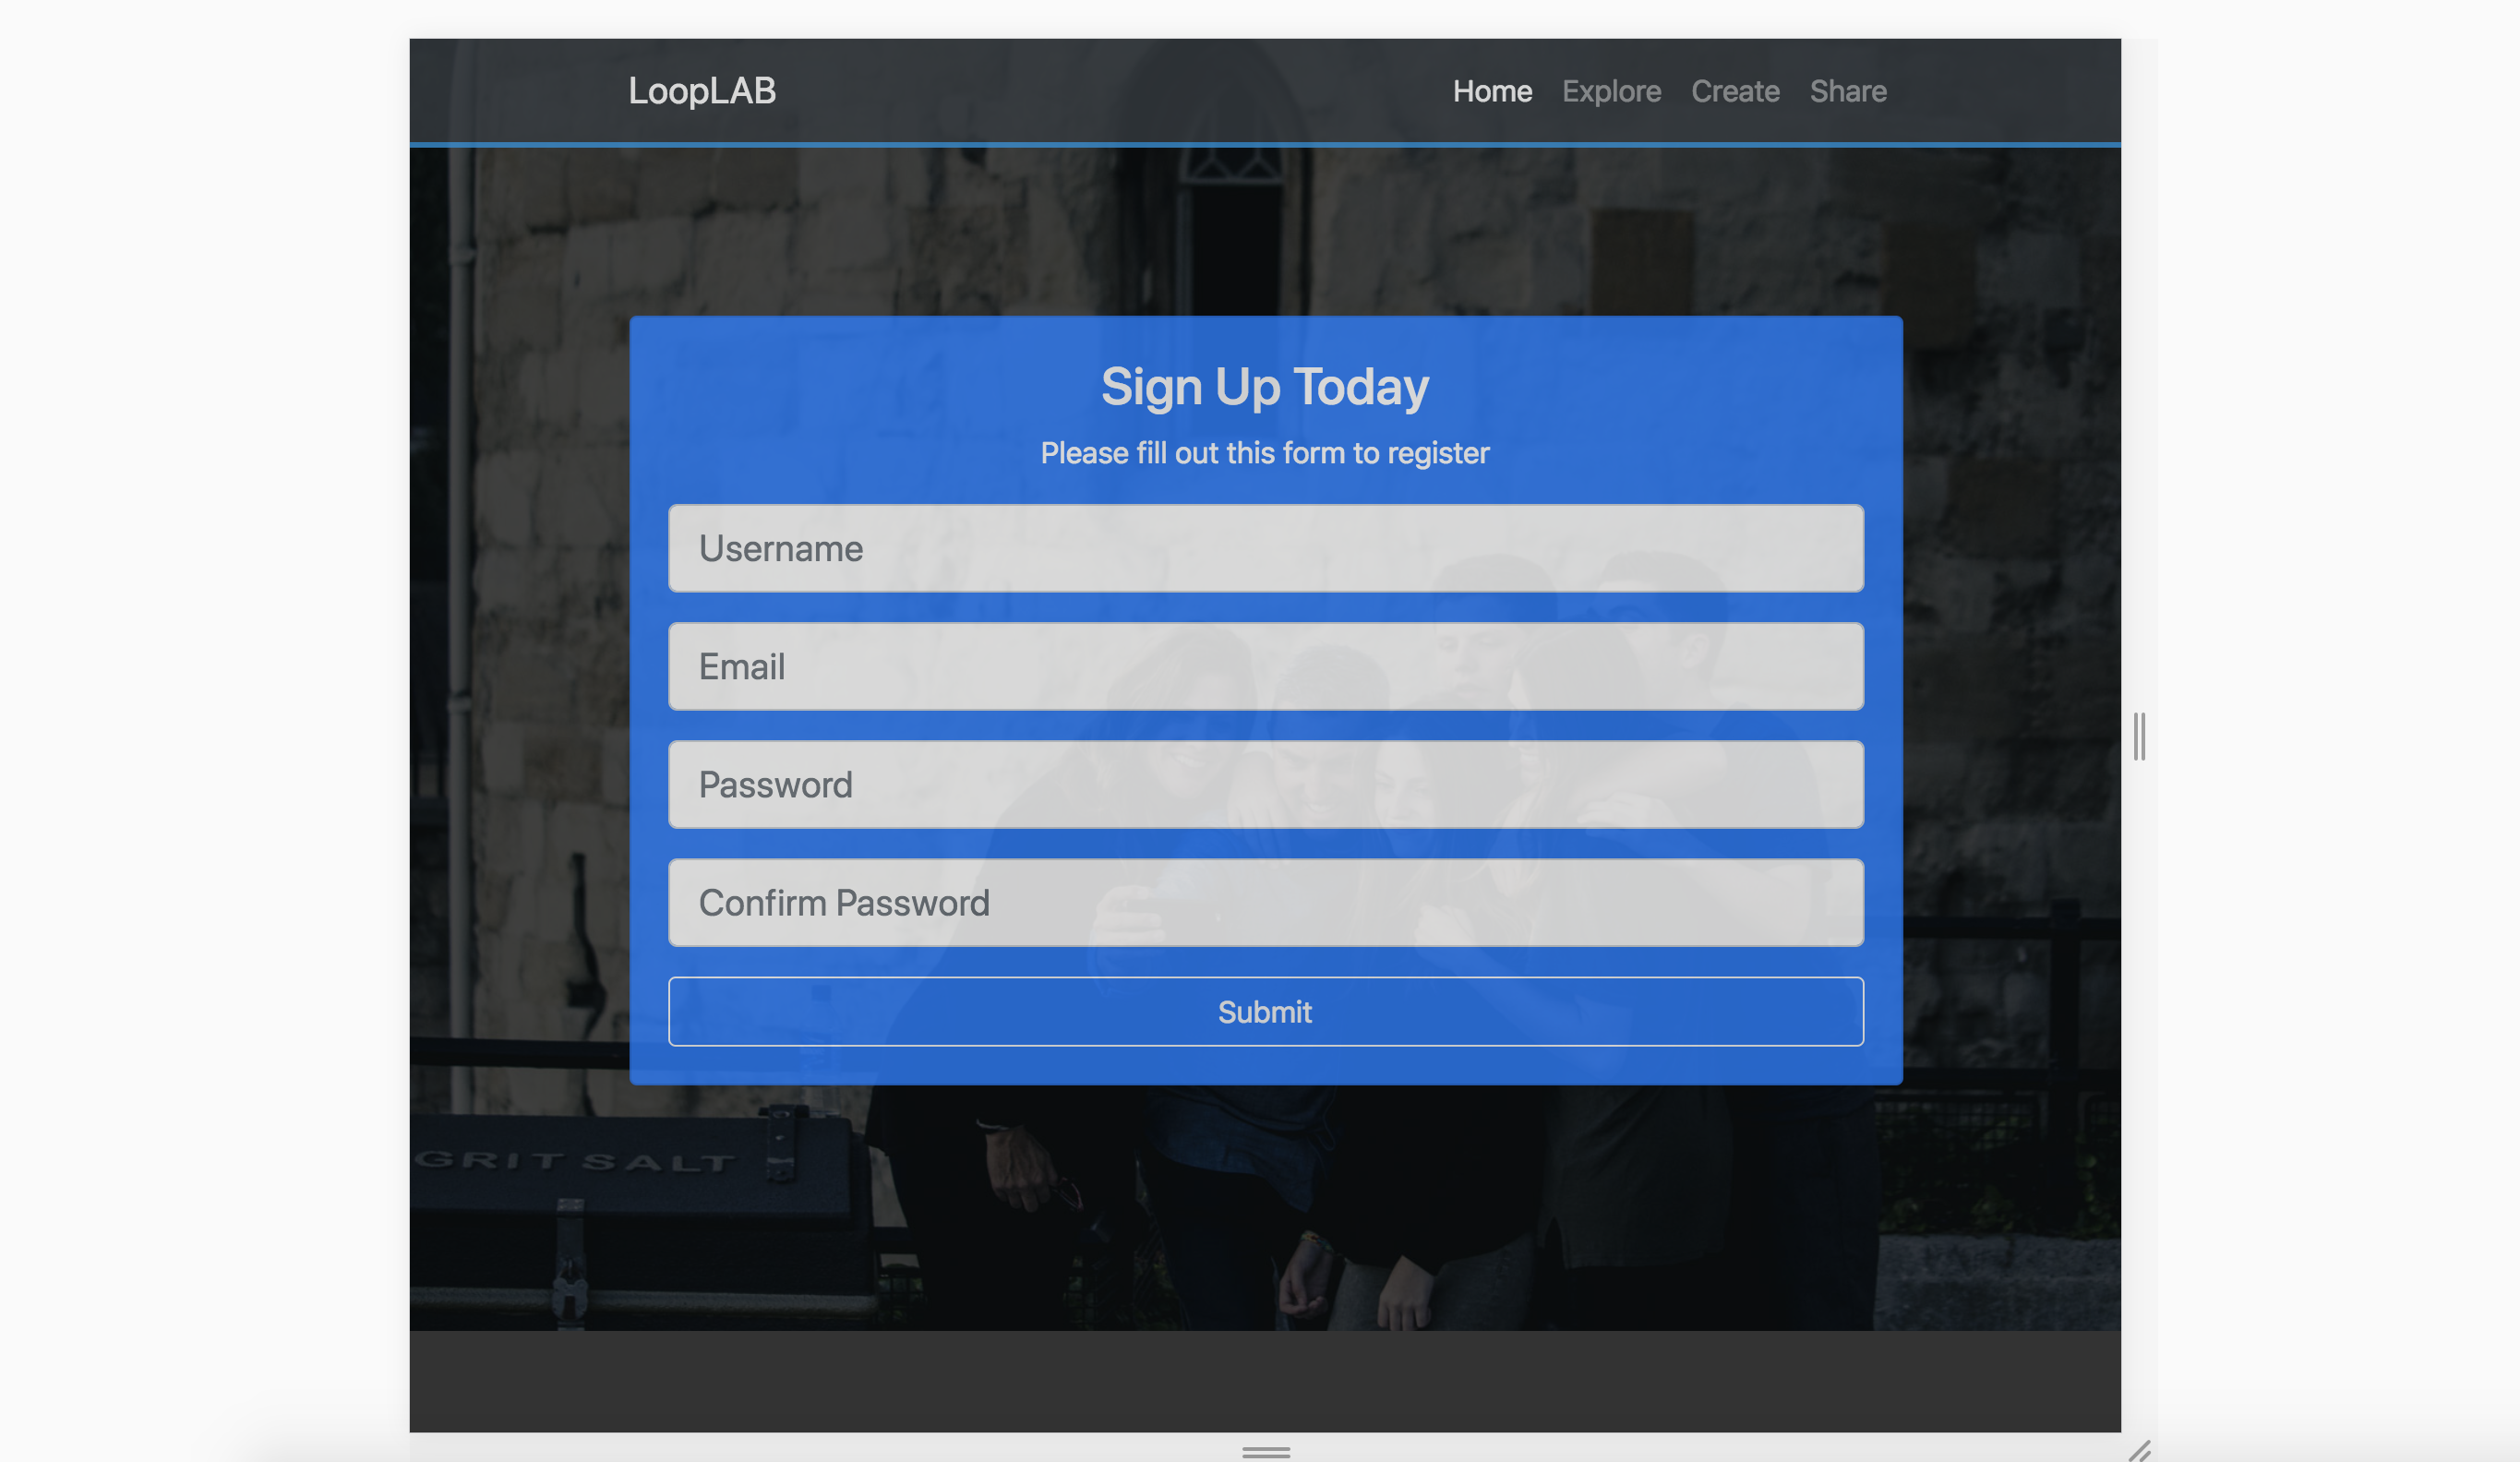 LoopLAB
Home Explore Create Share
Sign Up Today
Please fill out this form to register
Username
Email
Password
Confirm Password
Submit
GRIT SALT